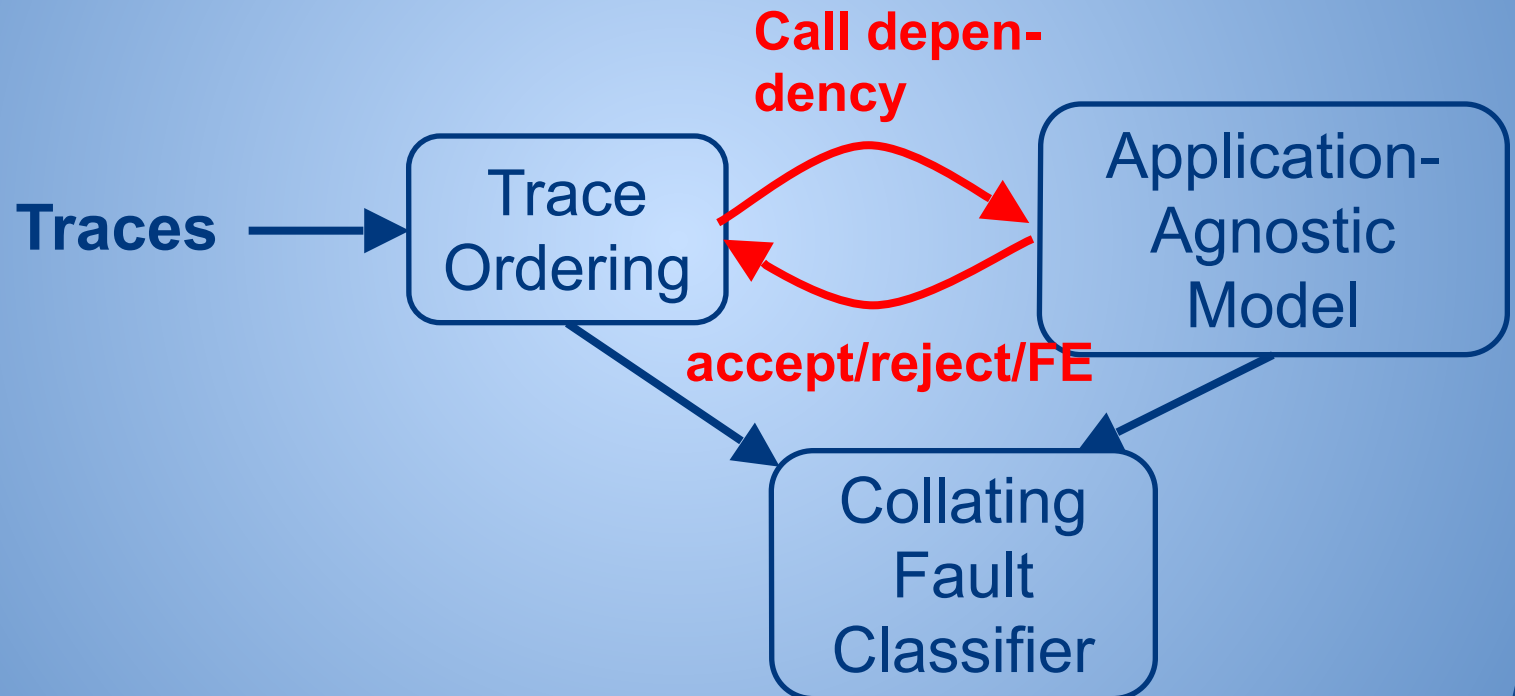 Call depen-
dency
Traces
Trace
Ordering
Application-
Agnostic
Model
accept/reject/FE
Collating
Fault
Classifier